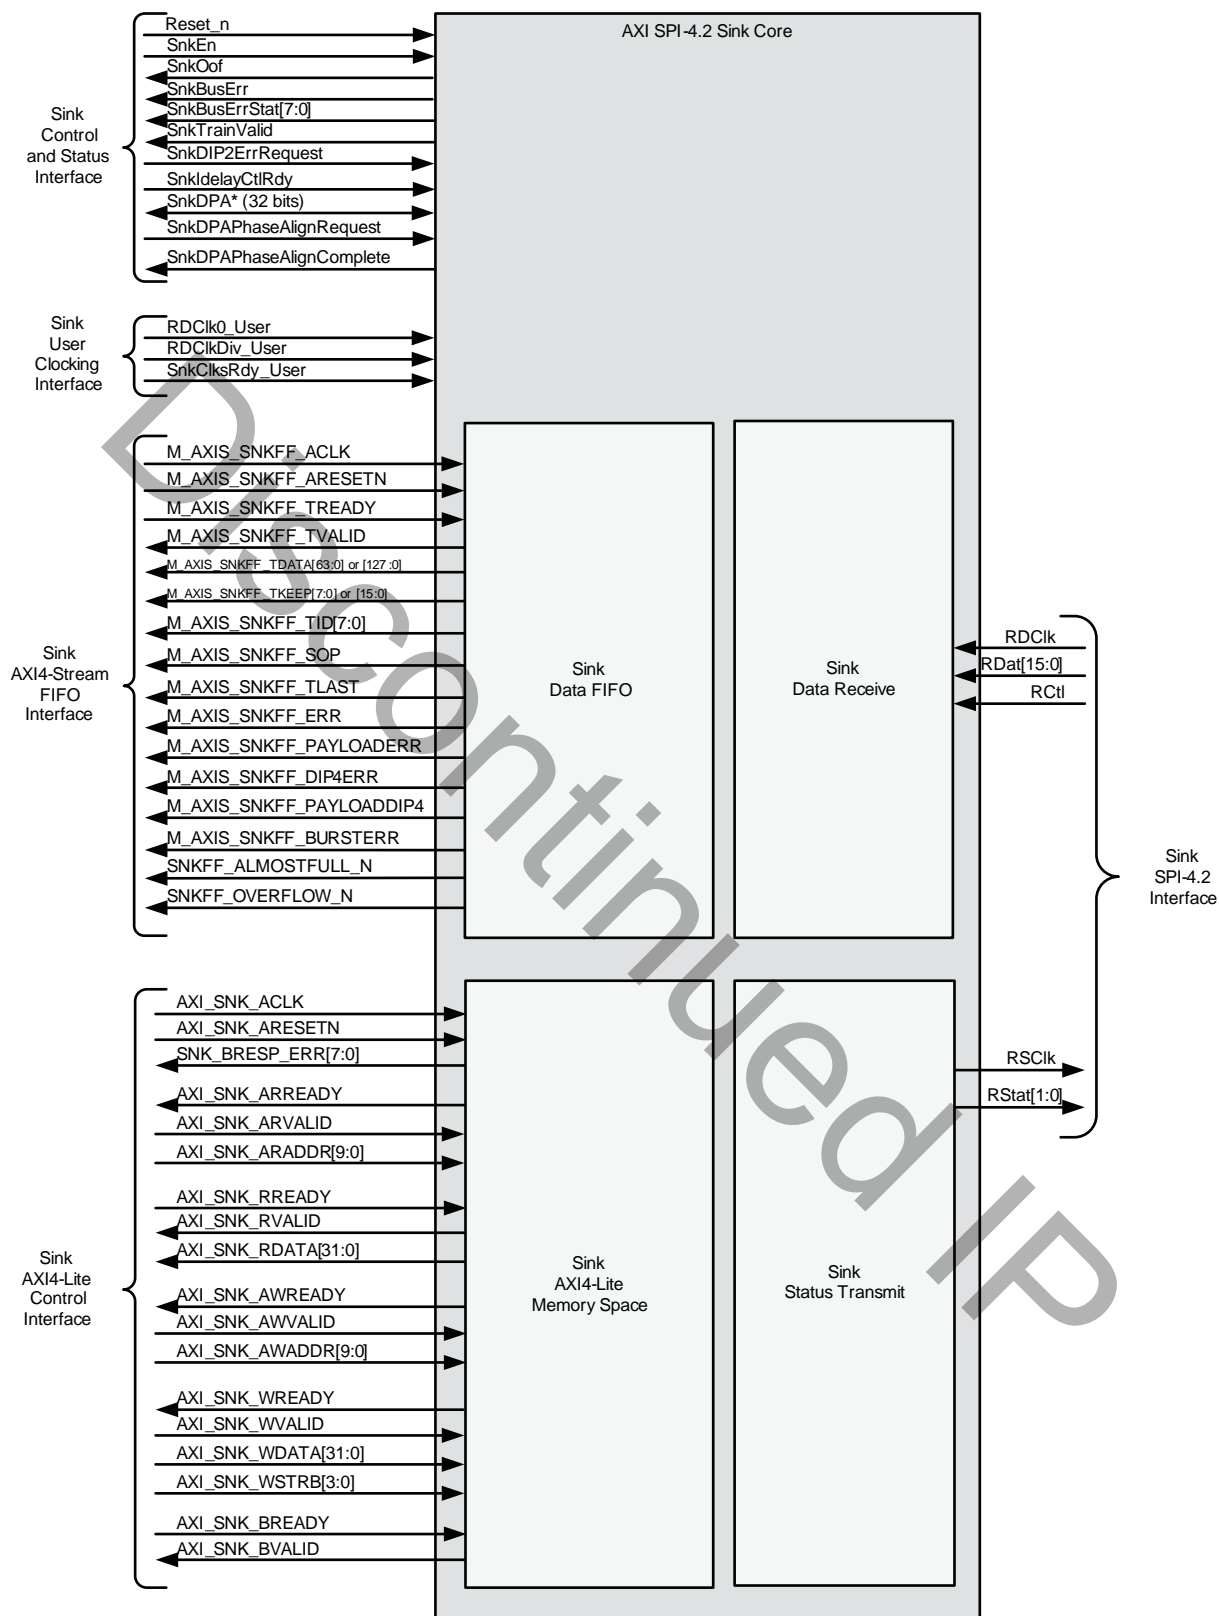 AXI SPI-4.2 Sink Core
Sink
Control
and Status
Interface
Reset_n
SnkEn
SnkOof
SnkBusErr
SnkBusErrStat[7:0]
SnkTrainValid
SnkDIP2ErrRequest
SnkIdelayCtlRdy
SnkDPA* (32 bits)
SnkDPAPhaseAlignRequest
SnkDPAPhaseAlignComplete
Sink
User
Clocking
Interface
RDClk0_User
RDClkDiv_User
SnkClksRdy_User
Sink
AXI4-Stream
FIFO
Interface
M_AXIS_SNKFF_ACLK
M_AXIS_SNKFF_ARESETN
M_AXIS_SNKFF_TREADY
M_AXIS_SNKFF_TVALID
M_AXIS_SNKFF_TDATA[63:0] or [127:0]
M_AXIS_SNKFF_TKEEP[7:0] or [15:0]
M_AXIS_SNKFF_TID[7:0]
M_AXIS_SNKFF_SOP
M_AXIS_SNKFF_TLAST
M_AXIS_SNKFF_ERR
M_AXIS_SNKFF_PAYLOADERR
M_AXIS_SNKFF_DIP4ERR
M_AXIS_SNKFF_PAYLOADDIP4
M_AXIS_SNKFF_BURSTERR
SNKFF_ALMOSTFULL_N
SNKFF_OVERFLOW_N
Sink
Data FIFO
Sink
Data Receive
RDClk
RDat[15:0]
RCtl
Sink
SPI-4.2
Interface
RSClk
RStat[1:0]
Sink
AXI4-Lite
Control
Interface
AXI_SNK_ACLK
AXI_SNK_ARESETN
SNK_BRESP_ERR[7:0]
AXI_SNK_ARREADY
AXI_SNK_ARVALID
AXI_SNK_ARADDR[9:0]
AXI_SNK_RREADY
AXI_SNK_RVALID
AXI_SNK_RDATA[31:0]
AXI_SNK_AWREADY
AXI_SNK_AWVALID
AXI_SNK_AWADDR[9:0]
AXI_SNK_WREADY
AXI_SNK_WVALID
AXI_SNK_WDATA[31:0]
AXI_SNK_WSTRB[3:0]
AXI_SNK_BREADY
AXI_SNK_BVALID
Sink
AXI4-Lite
Memory Space
Sink
Status Transmit
Discontinued IP